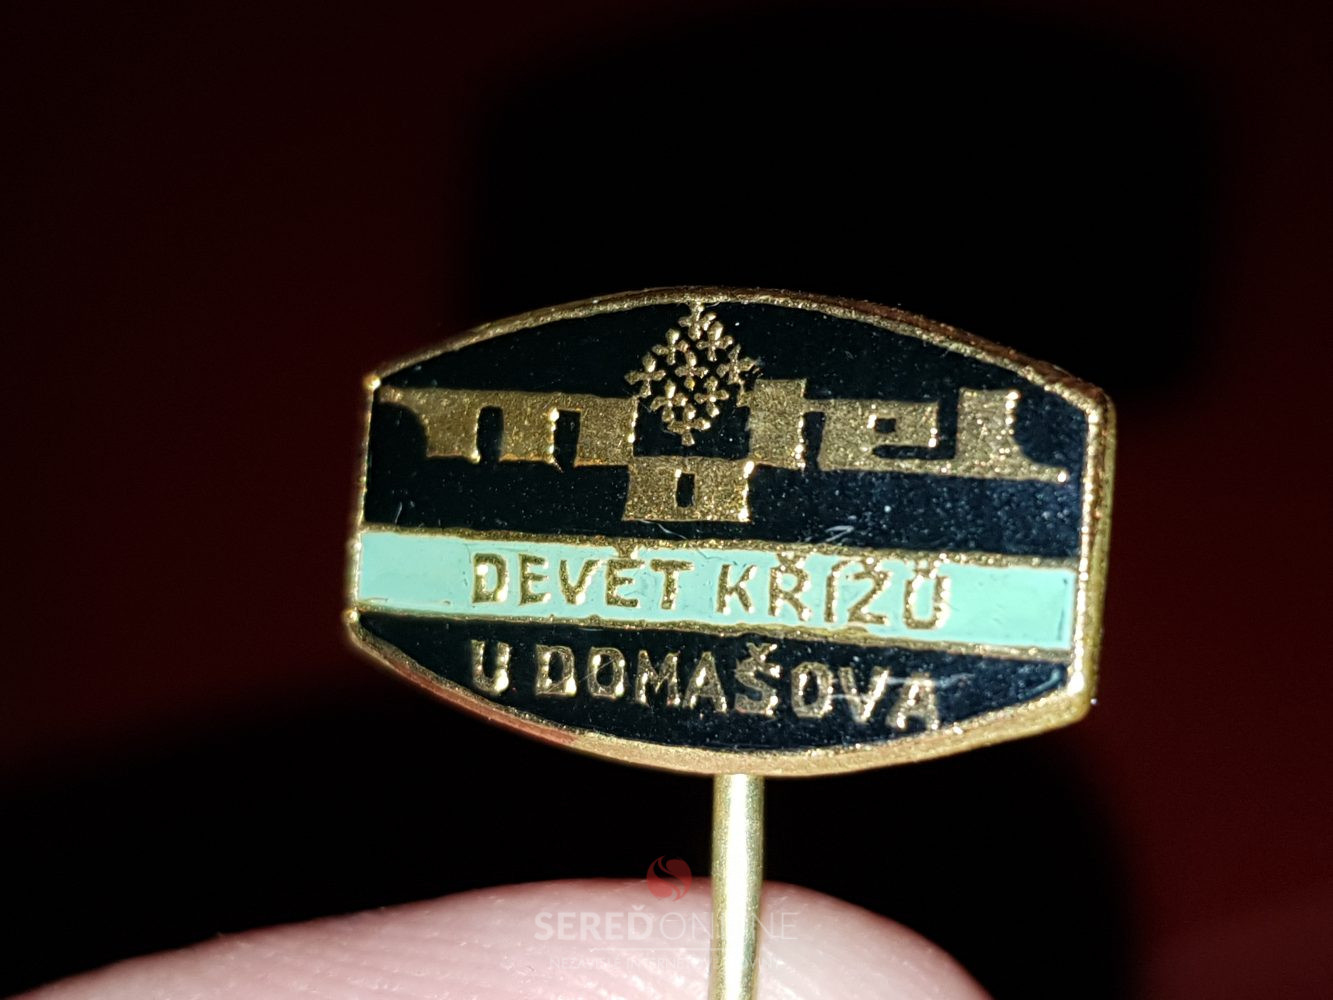 motel
DEVĚT KŘÍŽŮ
U DOMAŠOVA
SEREĎONLINE